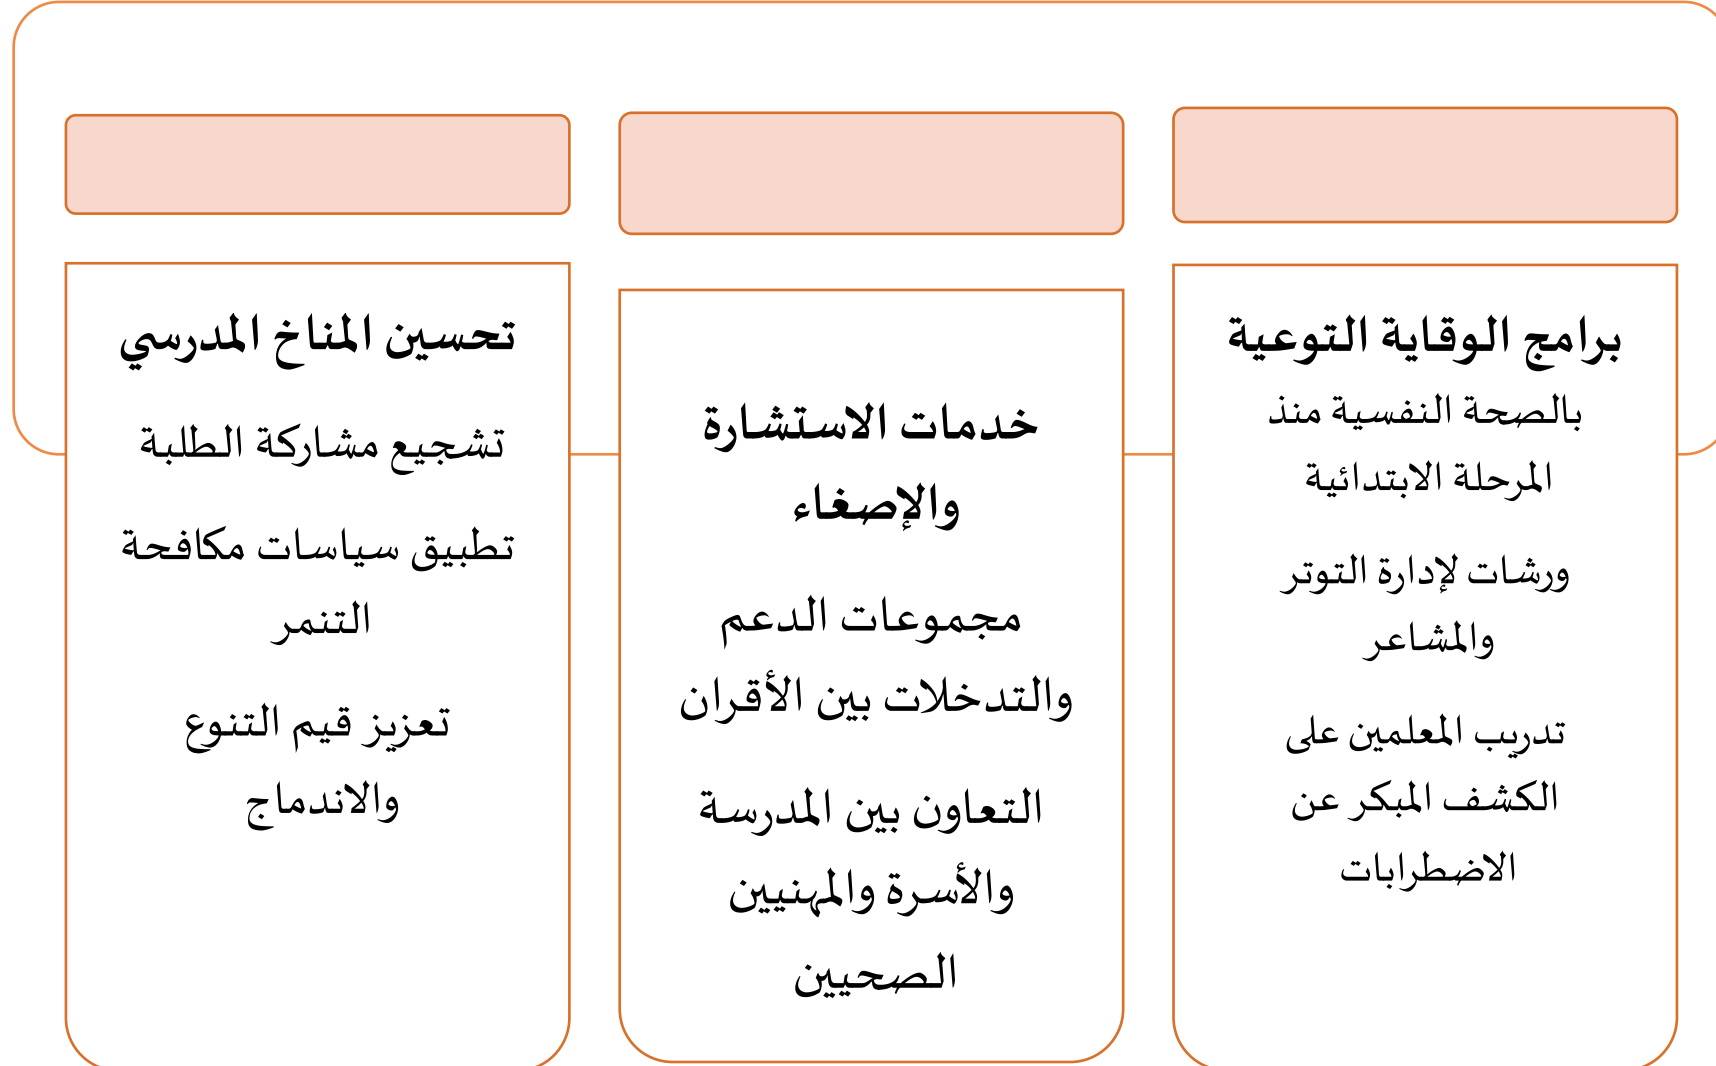 برامج الوقاية التوعية
بالصحة النفسية منذ
المرحلة الابتدائية
ورشات لإدارة التوتر
والمشاعر
تدريب المعلمين على
الكشف المبكر عن
الاضطرابات
خدمات الاستشارة
والإصغاء
مجموعات الدعم
والتدخلات بين الأقران
التعاون بين المدرسة
والأسرة والمهنيين
الصحيين
تحسين المناخ المدرسي
تشجيع مشاركة الطلبة
تطبيق سياسات مكافحة
التنمر
تعزيز قيم التنوع
والاندماج